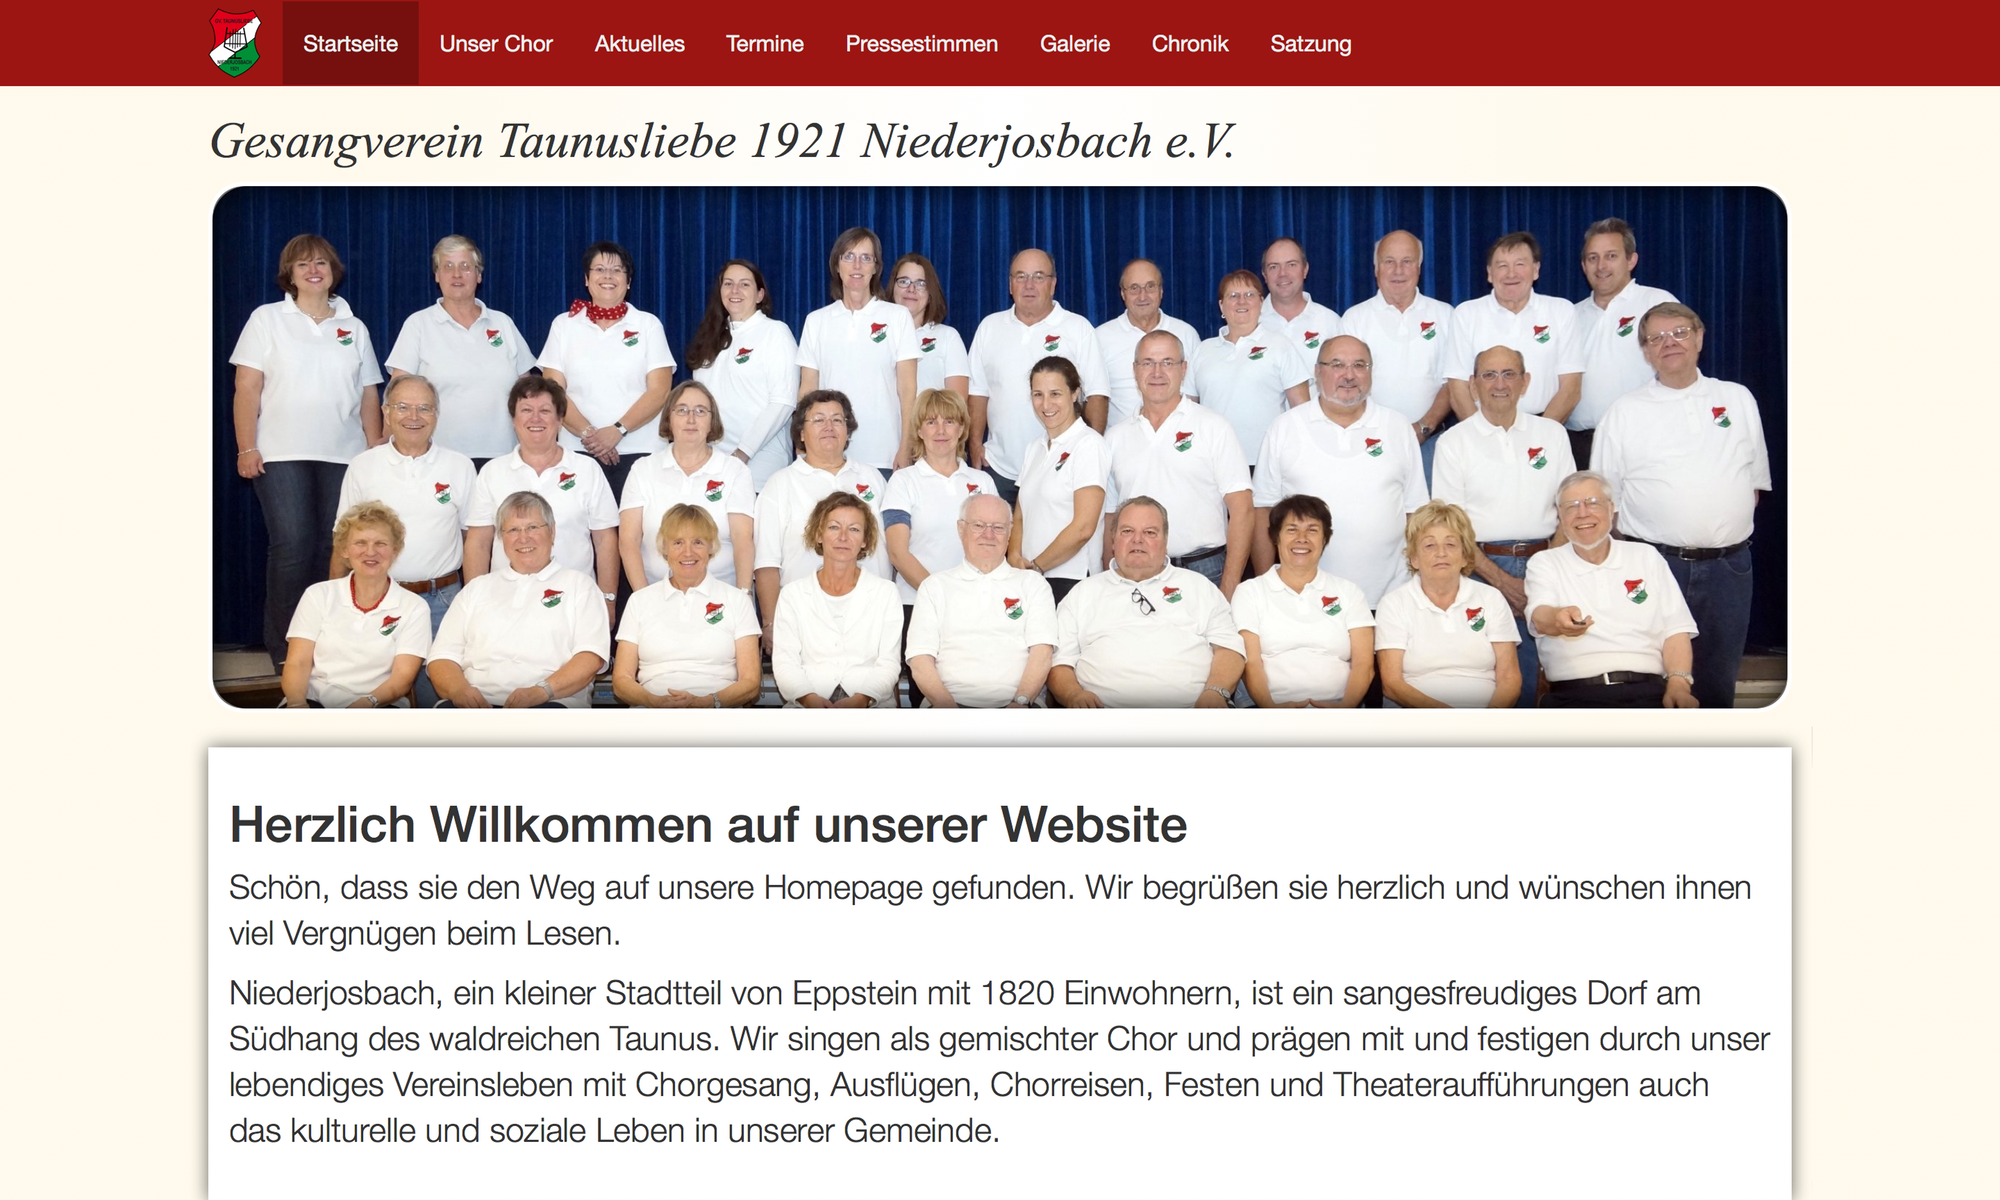 Startseite Unser Chor Aktuelles Termine Pressestimmen Galerie Chronik Satzung
Gesangverein Taunusliebe 1921 Niederjosbach e.V.
Herzlich Willkommen auf unserer Website
Schön, dass sie den Weg auf unsere Homepage gefunden. Wir begrüßen sie herzlich und wünschen ihnen
viel Vergnügen beim Lesen.
Niederjosbach, ein kleiner Stadtteil von Eppstein mit 1820 Einwohnern, ist ein sangesfreudiges Dorf am
Südhang des waldreichen Taunus. Wir singen als gemischter Chor und prägen mit und festigen durch unser
lebendiges Vereinsleben mit Chorgesang, Ausflügen, Chorreisen, Festen und Theateraufführungen auch
das kulturelle und soziale Leben in unserer Gemeinde.